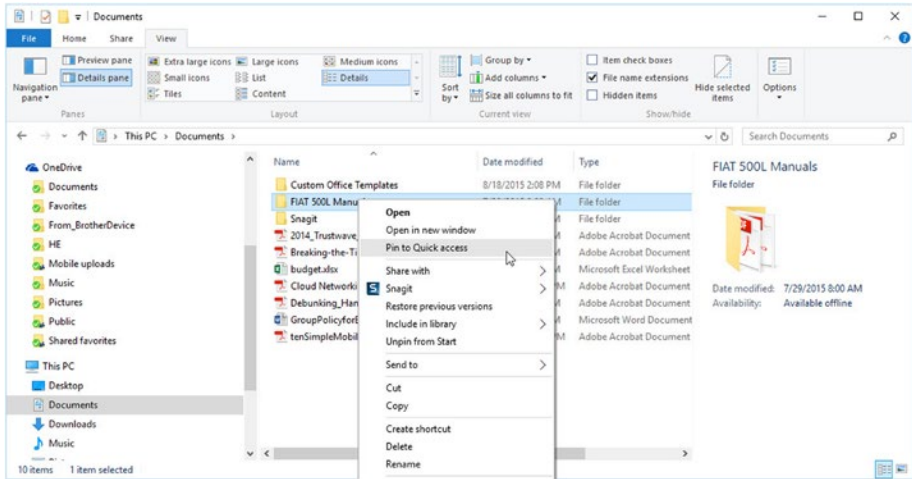 Documents
File Home Share View
Navigation pane
Preview pane
Details pane
Panes
Extra large icons Large icons Medium icons
Small icons List Details
Tiles Content
Layout
Sort by
Group by
Add columns
Size all columns to fit
Current view
Item check boxes
File name extensions
Hidden items
Hide selected items
Show/hide
Options
This PC > Documents >
Search Documents
OneDrive
Documents
Favorites
From_BrotherDevice
HE
Mobile uploads
Music
Pictures
Public
Shared favorites
This PC
Desktop
Documents
Downloads
Music
Name Date modified Type
Custom Office Templates 8/18/2015 2:08 PM File folder
FIAT 500L Manu File folder
Snagit File folder
2014_Trustwave Adobe Acrobat Document
Breaking-the-Ti Adobe Acrobat Document
budget.xlsx Microsoft Excel Worksheet
Cloud Networki Adobe Acrobat Document
Debunking_Han Adobe Acrobat Document
GroupPolicyforB Microsoft Word Document
tenSimpleMobil Adobe Acrobat Document
Open
Open in new window
Pin to Quick access
Share with
Snagit
Restore previous versions
Include in library
Unpin from Start
Send to
Cut
Copy
Create shortcut
Delete
Rename
FIAT 500L Manuals
File folder
Date modified: 7/29/2015 8:00 AM
Availability: Available offline
10 items 1 item selected